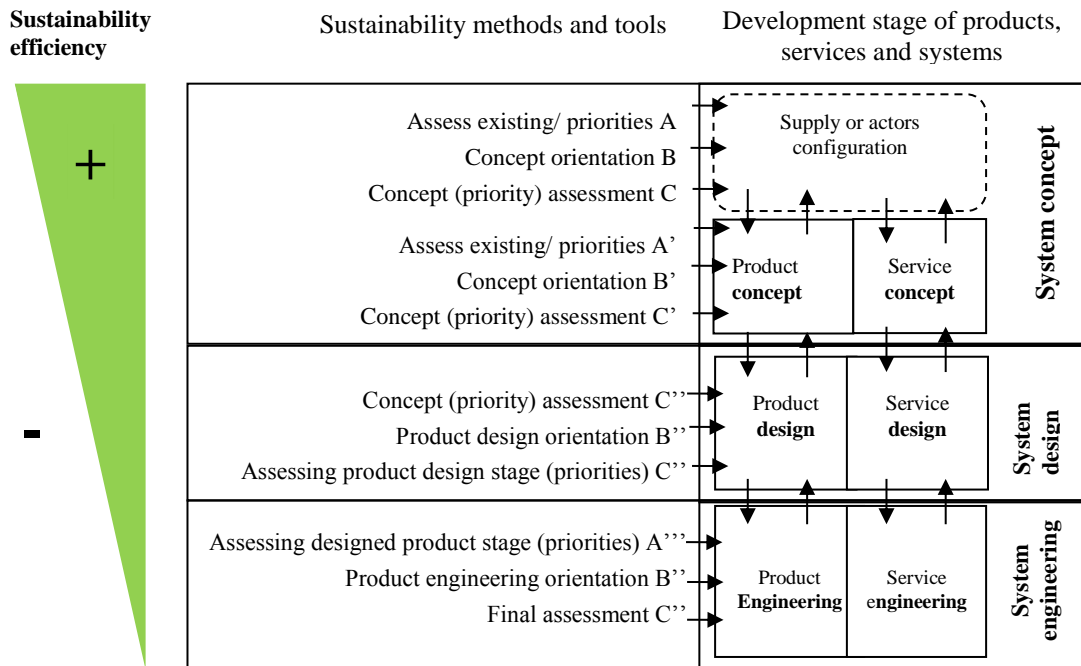 Sustainability
efficiency
Sustainability methods and tools
Development stage of products,
services and systems
+
-
Assess existing/ priorities A
Concept orientation B
Concept (priority) assessment C
Supply or actors
configuration
Assess existing/ priorities A’
Concept orientation B’
Concept (priority) assessment C’
Product
concept
Service
concept
System concept
Concept (priority) assessment C’’
Product design orientation B’’
Assessing product design stage (priorities) C’’
Product
design
Service
design
System
design
Assessing designed product stage (priorities) A’’’
Product engineering orientation B’’
Final assessment C’’
Product
Engineering
Service
engineering
System
engineering